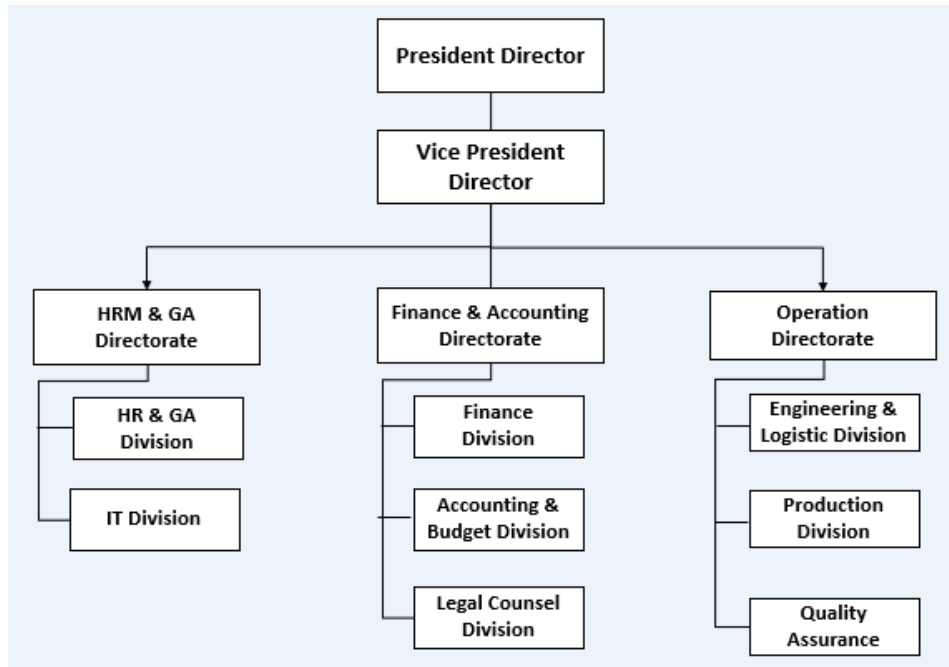 President Director
Vice President
Director
HRM & GA
Directorate
HR & GA
Division
IT Division
Finance & Accounting
Directorate
Finance
Division
Accounting &
Budget Division
Legal Counsel
Division
Operation
Directorate
Engineering &
Logistic Division
Production
Division
Quality
Assurance